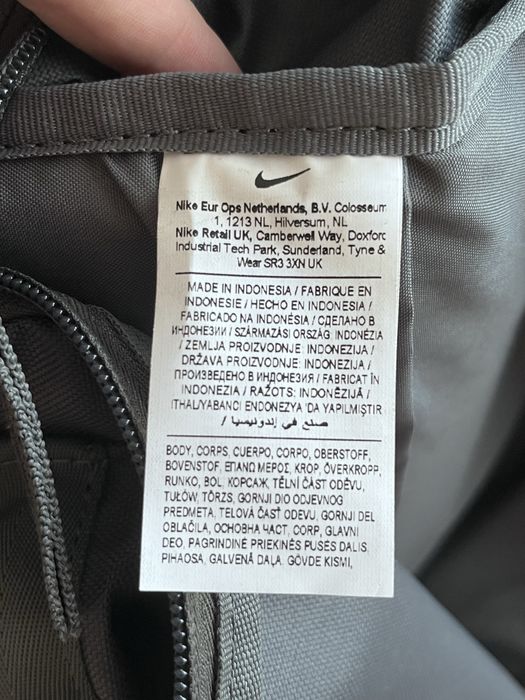 Nike Eur Ops Netherlands, B.V. Colosseum
1, 1213 NL, Hilversum, NL
Nike Retail UK, Camberwell Way, Doxford
Industrial Tech Park, Sunderland, Tyne &
Wear SR3 3XN UK
MADE IN INDONESIA / FABRIQUE EN
INDONESIE / HECHO EN INDONESIA /
FABRICADO NA INDONÉSIA / СДЕЛАНО В
ИНДОНЕЗИИ / SZÁRMAZÁSI ORSZÁG: INDONÉZIA
/ ZEMLJA PROIZVODNJE: INDONEZIJA /
DRŽAVA PROIZVODNJE: INDONEZIJA /
ПРОИЗВЕДЕНО В ИНДОНЕЗИЯ / FABRICAT ÎN
INDONEZIA / RAŽOTS: INDONĒZIJĀ /
ITHALIYABANCI ENDONEZYA 'DA YAPILMIŞTIR
صنع في إندونيسيا /
BODY, CORPS, CUERPO, CORPO, OBERSTOFF,
BOVENSTOF, ΕΠΑΝΩ ΜΕΡΟΣ, KROP, ÖVERKROPP,
RUNKO, BOL, КОРСАЖ, TĚLNÍ ČÁST ODĚVU,
TUŁÓW, TÖRZS, GORNJI DIO ODJEVNOG
PREDMETA, TELOVÁ ČASŤ ODEVU, GORNJI DEL
OBLAČILA, ОСНОВНА ЧАСТ, CORP, GLAVNI
DEO, PAGRINDINĖ PRIEKINĖS PUSĖS DALIS,
PIHAOSA, GALVENĀ DAĻA, GÖVDE KISMI,